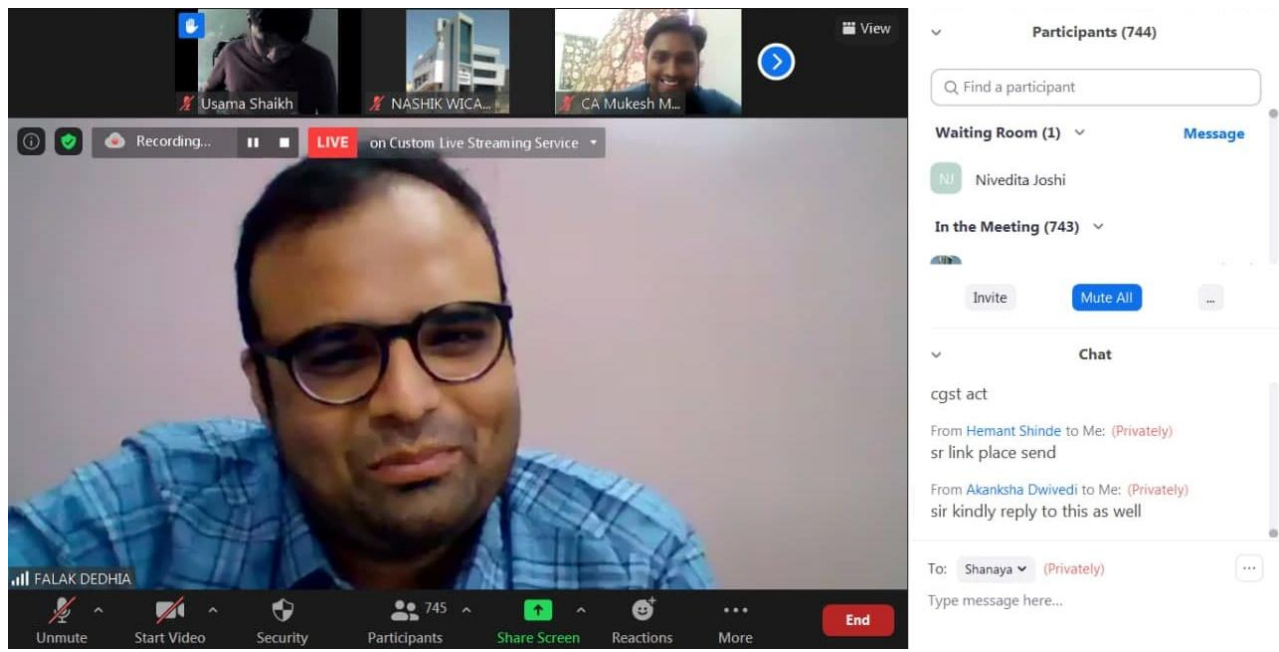 Usama Shaikh
NASHIK WICA...
CA Mukesh M...
View
Recording...
LIVE
on Custom Live Streaming Service
FALAK DEDHIA
Unmute
Start Video
Security
745
Participants
Share Screen
Reactions
More
End
Participants (744)
Find a participant
Waiting Room (1)
Message
NJ
Nivedita Joshi
In the Meeting (743)
Invite
Mute All
...
Chat
cgst act
From Hemant Shinde to Me: (Privately)
sr link place send
From Akanksha Dwivedi to Me: (Privately)
sir kindly reply to this as well
To: Shanaya (Privately)
Type message here...